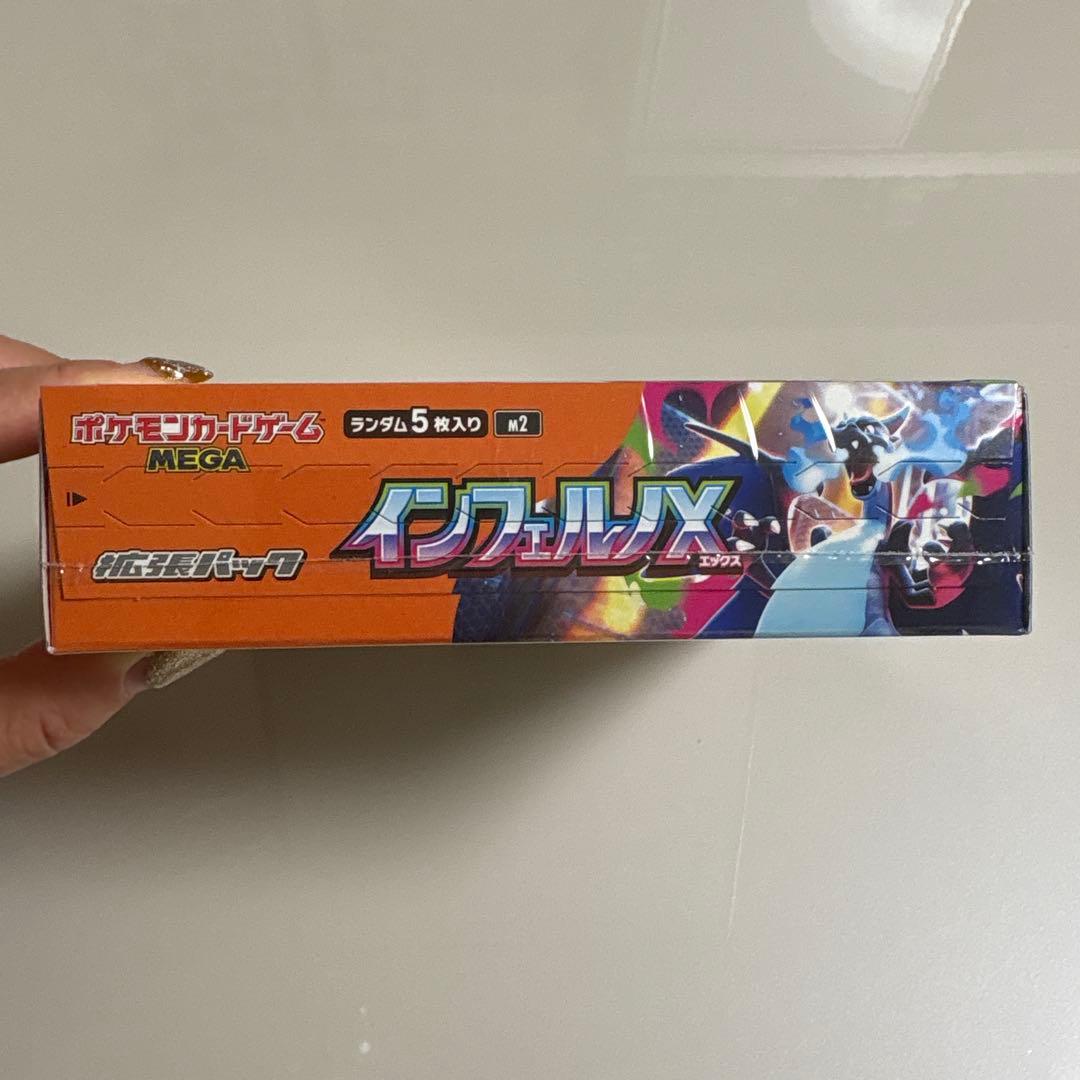 ポケモンカードゲーム
MEGA
ランダム5枚入り M2
拡張パック
インフェルノX
エックス